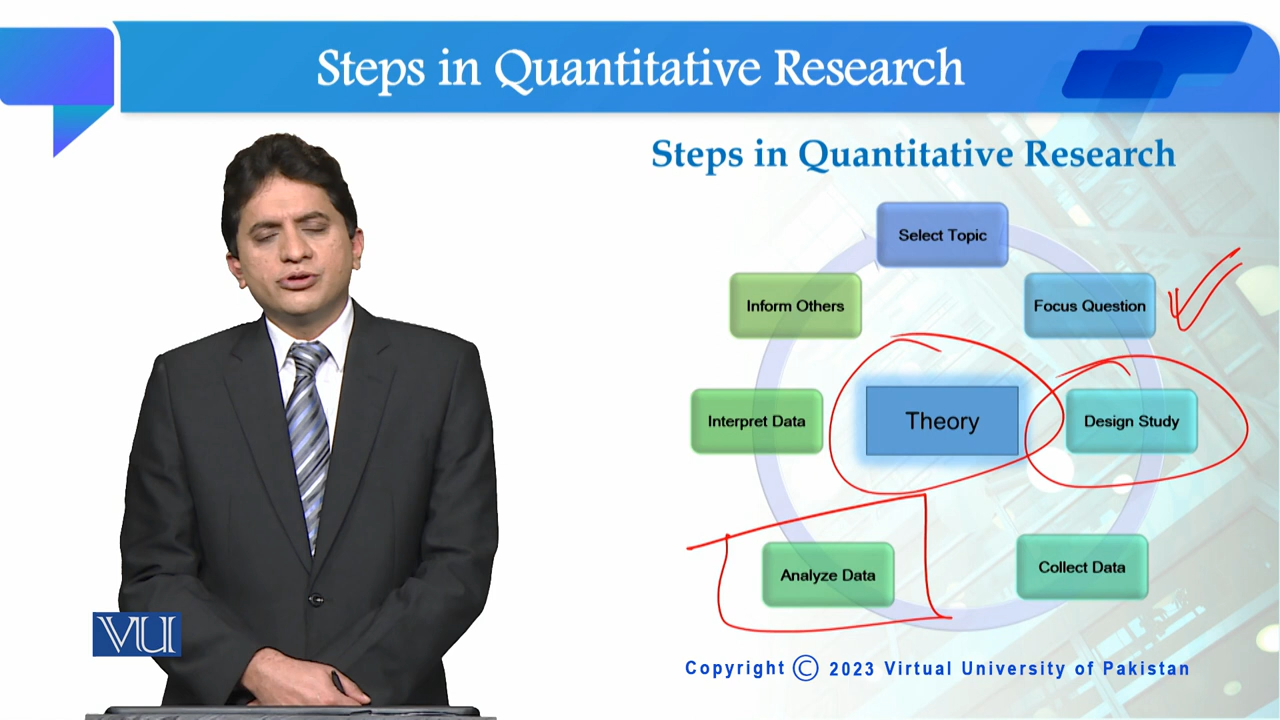 Steps in Quantitative Research
Steps in Quantitative Research
Select Topic
Inform Others
Focus Question
Interpret Data
Theory
Design Study
Analyze Data
Collect Data
VU
Copyright © 2023 Virtual University of Pakistan